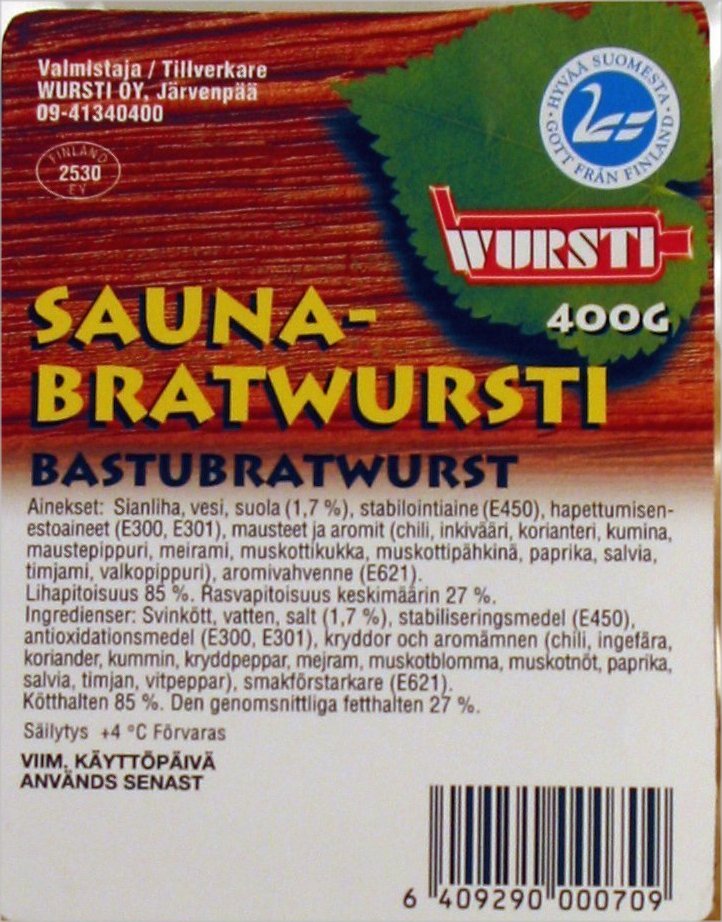 Valmistaja / Tillverkare
WURSTI OY, Järvenpää
09-41340400
FINLAND
2530
EY
HYVÄÄ SUOMESTA
GOTT FRÅN FINLAND
WURSTI
400G
SAUNA-
BRATWURSTI
BASTUBRATWURST
Ainekset: Sianliha, vesi, suola (1,7 %), stabilointiaine (E450), hapettumisen-
estoaineet (E300, E301), mausteet ja aromit (chili, inkivääri, korianteri, kumina,
maustepippuri, meirami, muskottikukka, muskottipähkinä, paprika, salvia,
timjami, valkopippuri), aromivahvenne (E621).
Lihapitoisuus 85 %. Rasvapitoisuus keskimäärin 27 %.
Ingredienser: Svinkött, vatten, salt (1,7 %), stabiliseringsmedel (E450),
antioxidationsmedel (E300, E301), kryddor och aromämnen (chili, ingefära,
koriander, kummin, kryddpeppar, mejram, muskotblomma, muskotnöt, paprika,
salvia, timjan, vitpeppar), smakförstarkare (E621).
Kötthalten 85 %. Den genomsnittliga fetthalten 27 %.
Säilytys +4 °C Förvaras
VIIM. KÄYTTÖPÄIVÄ
ANVÄNDS SENAST
6 409290 000709